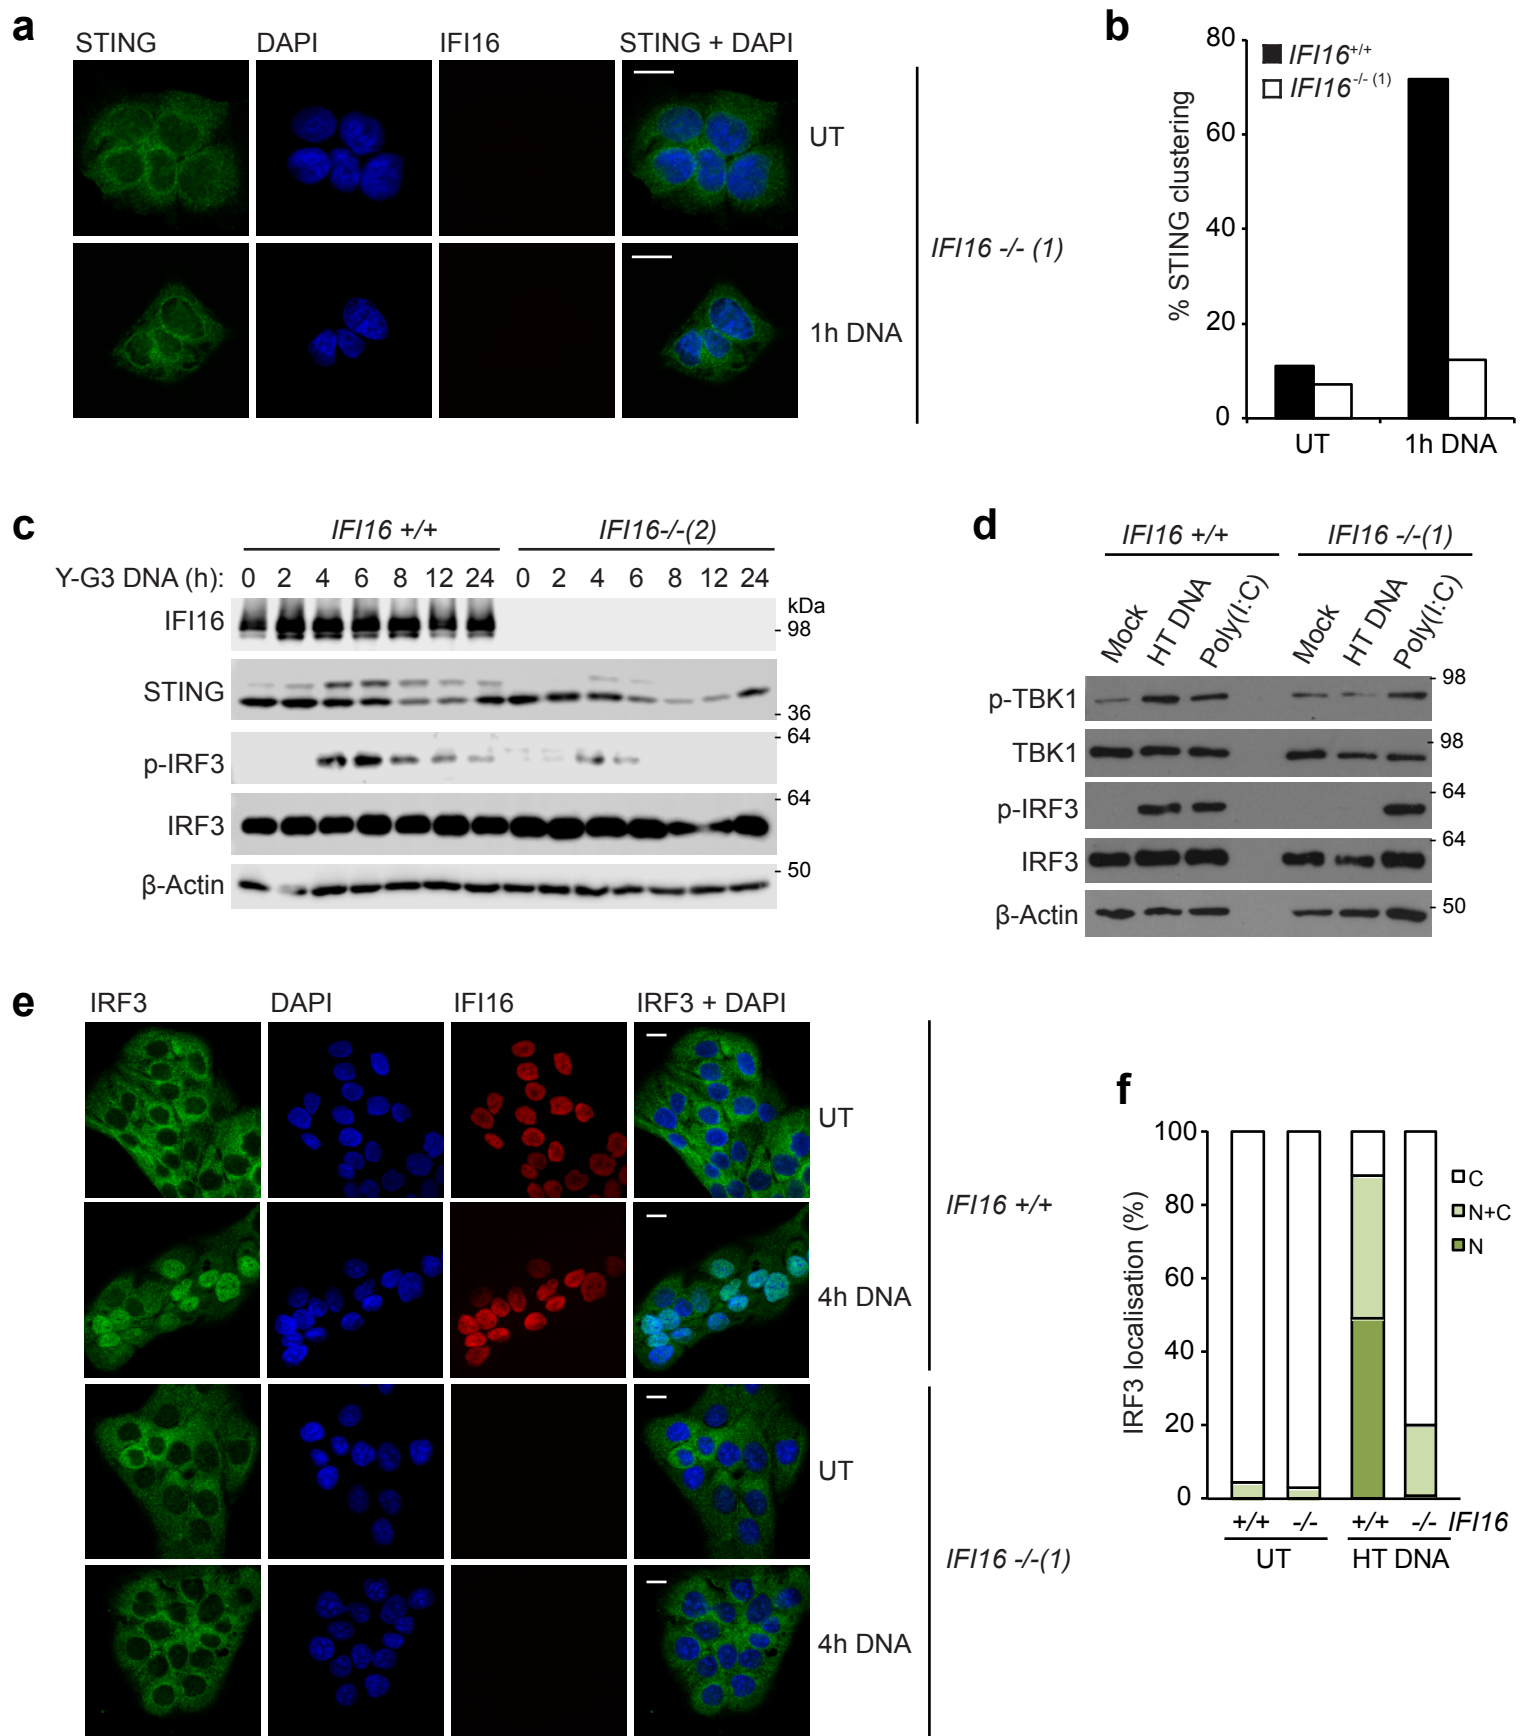 a
STING DAPI IFI16 STING + DAPI
UT
1h DNA
IFI16 -/- (1)
b
% STING clustering
80
60
40
20
0
IFI16+/+
IFI16-/- (1)
UT 1h DNA
c
IFI16 +/+ IFI16-/-(2)
Y-G3 DNA (h): 0 2 4 6 8 12 24 0 2 4 6 8 12 24
kDa
IFI16 - 98
STING - 36
p-IRF3 - 64
IRF3 - 64
β-Actin - 50
d
IFI16 +/+ IFI16 -/-(1)
Mock HT DNA Poly(I:C) Mock HT DNA Poly(I:C)
p-TBK1 - 98
TBK1 - 98
p-IRF3 - 64
IRF3 - 64
β-Actin - 50
e
IRF3 DAPI IFI16 IRF3 + DAPI
UT
4h DNA
IFI16 +/+
UT
4h DNA
IFI16 -/-(1)
f
IRF3 localisation (%)
100
80
60
40
20
0
C
N+C
N
+/+ -/- +/+ -/- IFI16
UT HT DNA